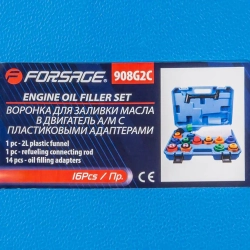 FORSAGE® 908G2C
ENGINE OIL FILLER SET
ВОРОНКА ДЛЯ ЗАЛИВКИ МАСЛА
В ДВИГАТЕЛЬ А/М С
ПЛАСТИКОВЫМИ АДАПТЕРАМИ
1 pc - 2L plastic funnel
1 pc - refueling connecting rod
14 pcs - oil filling adapters
16Pcs / Пр.
CE